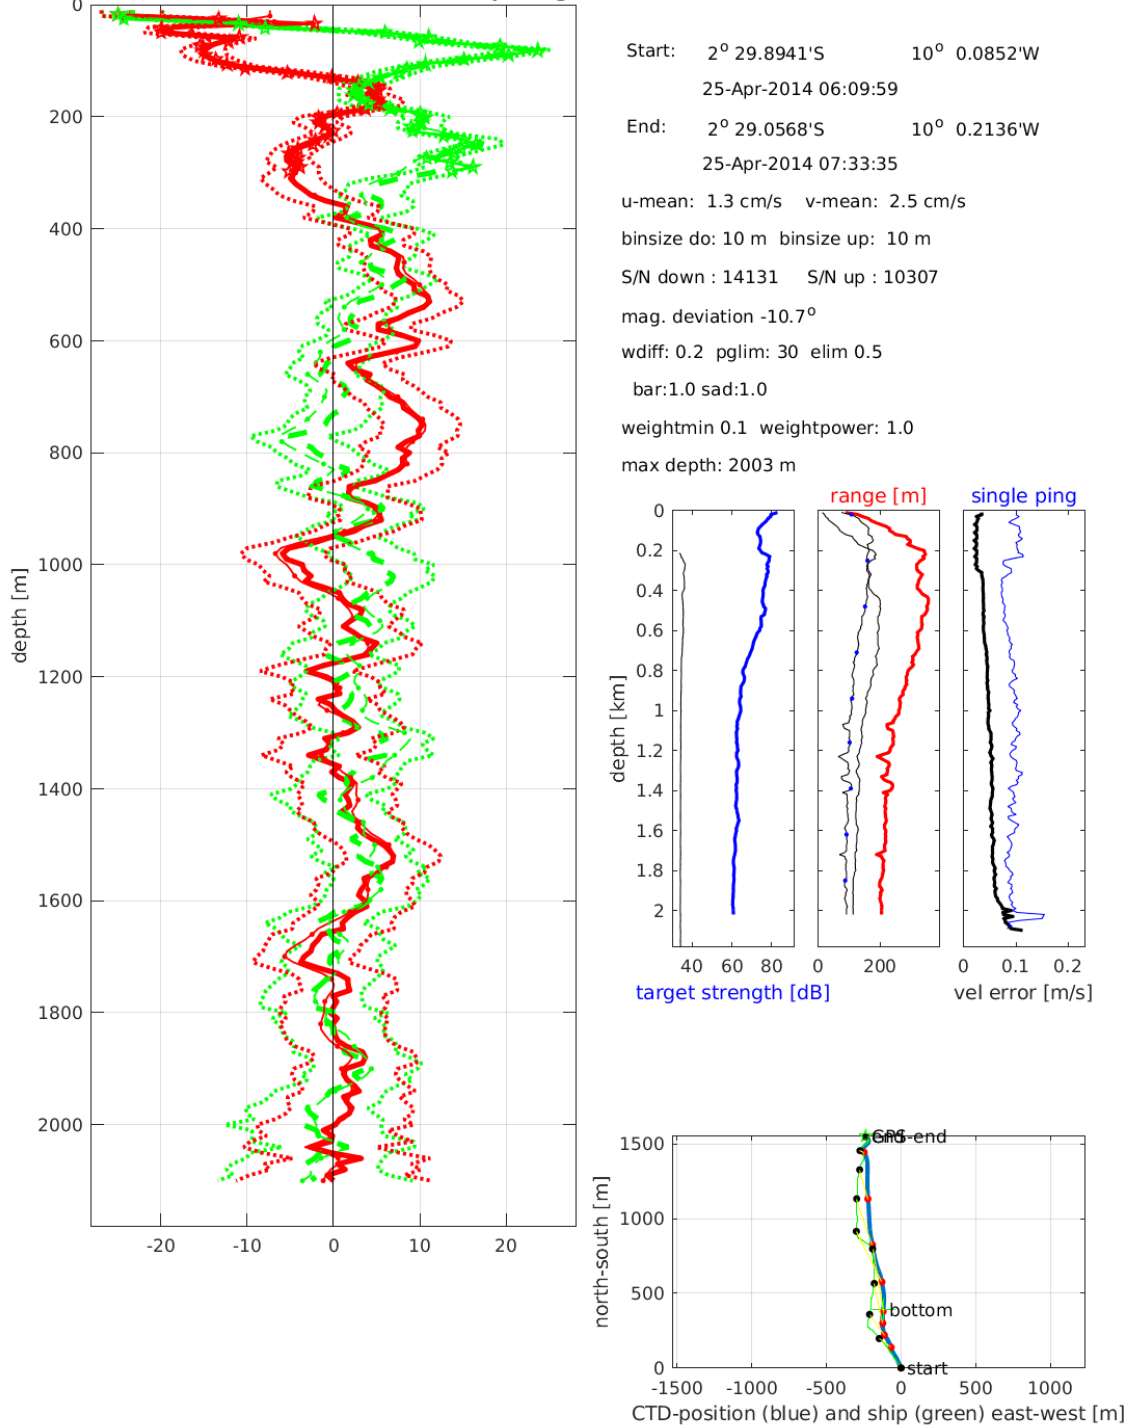 Start: 2o 29.8941'S 10o 0.0852'W
25-Apr-2014 06:09:59
End: 2o 29.0568'S 10o 0.2136'W
25-Apr-2014 07:33:35
u-mean: 1.3 cm/s v-mean: 2.5 cm/s
binsize do: 10 m binsize up: 10 m
S/N down : 14131 S/N up : 10307
mag. deviation -10.7o
wdiff: 0.2 pglim: 30 elim 0.5
bar:1.0 sad:1.0
weightmin 0.1 weightpower: 1.0
max depth: 2003 m
0
200
400
600
800
1000
1200
1400
1600
1800
2000
depth [m]
-20 -10 0 10 20
range [m] single ping
0
0.2
0.4
0.6
0.8
1
1.2
1.4
1.6
1.8
2
depth [km]
40 60 80 0 200 0 0.1 0.2
target strength [dB] vel error [m/s]
GPS-end
end
1500
1000
500
0
north-south [m]
bottom
start
-1500 -1000 -500 0 500 1000
CTD-position (blue) and ship (green) east-west [m]